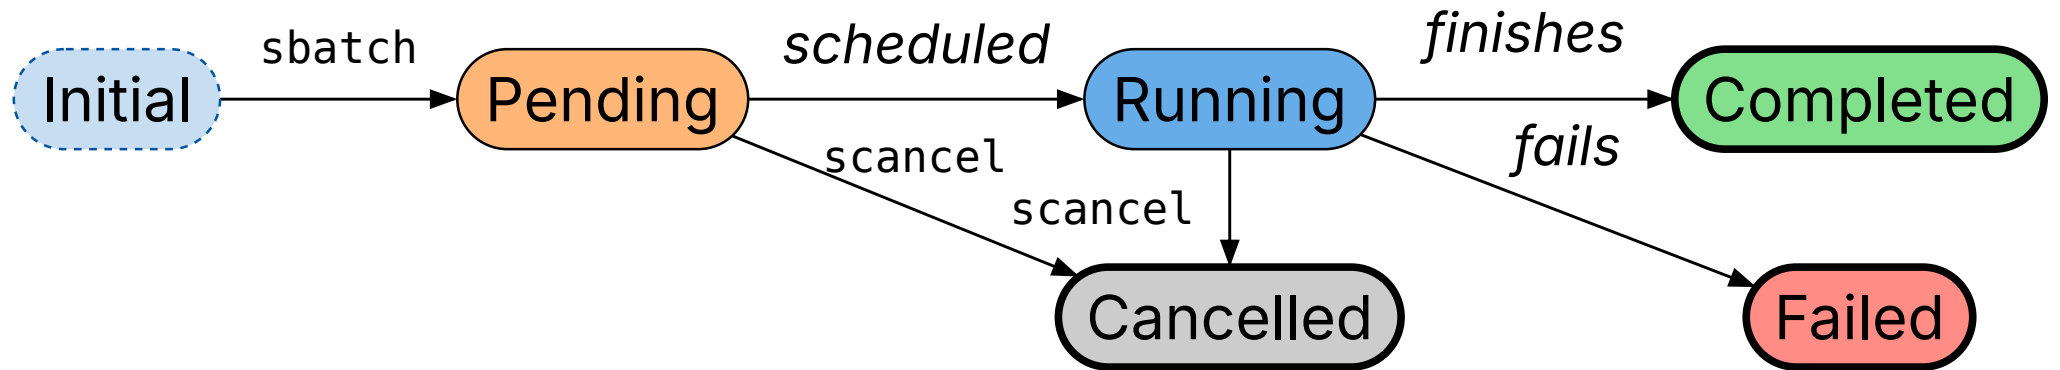 sbatch
scheduled
finishes
Initial
Pending
Running
Completed
scancel
fails
scancel
Cancelled
Failed